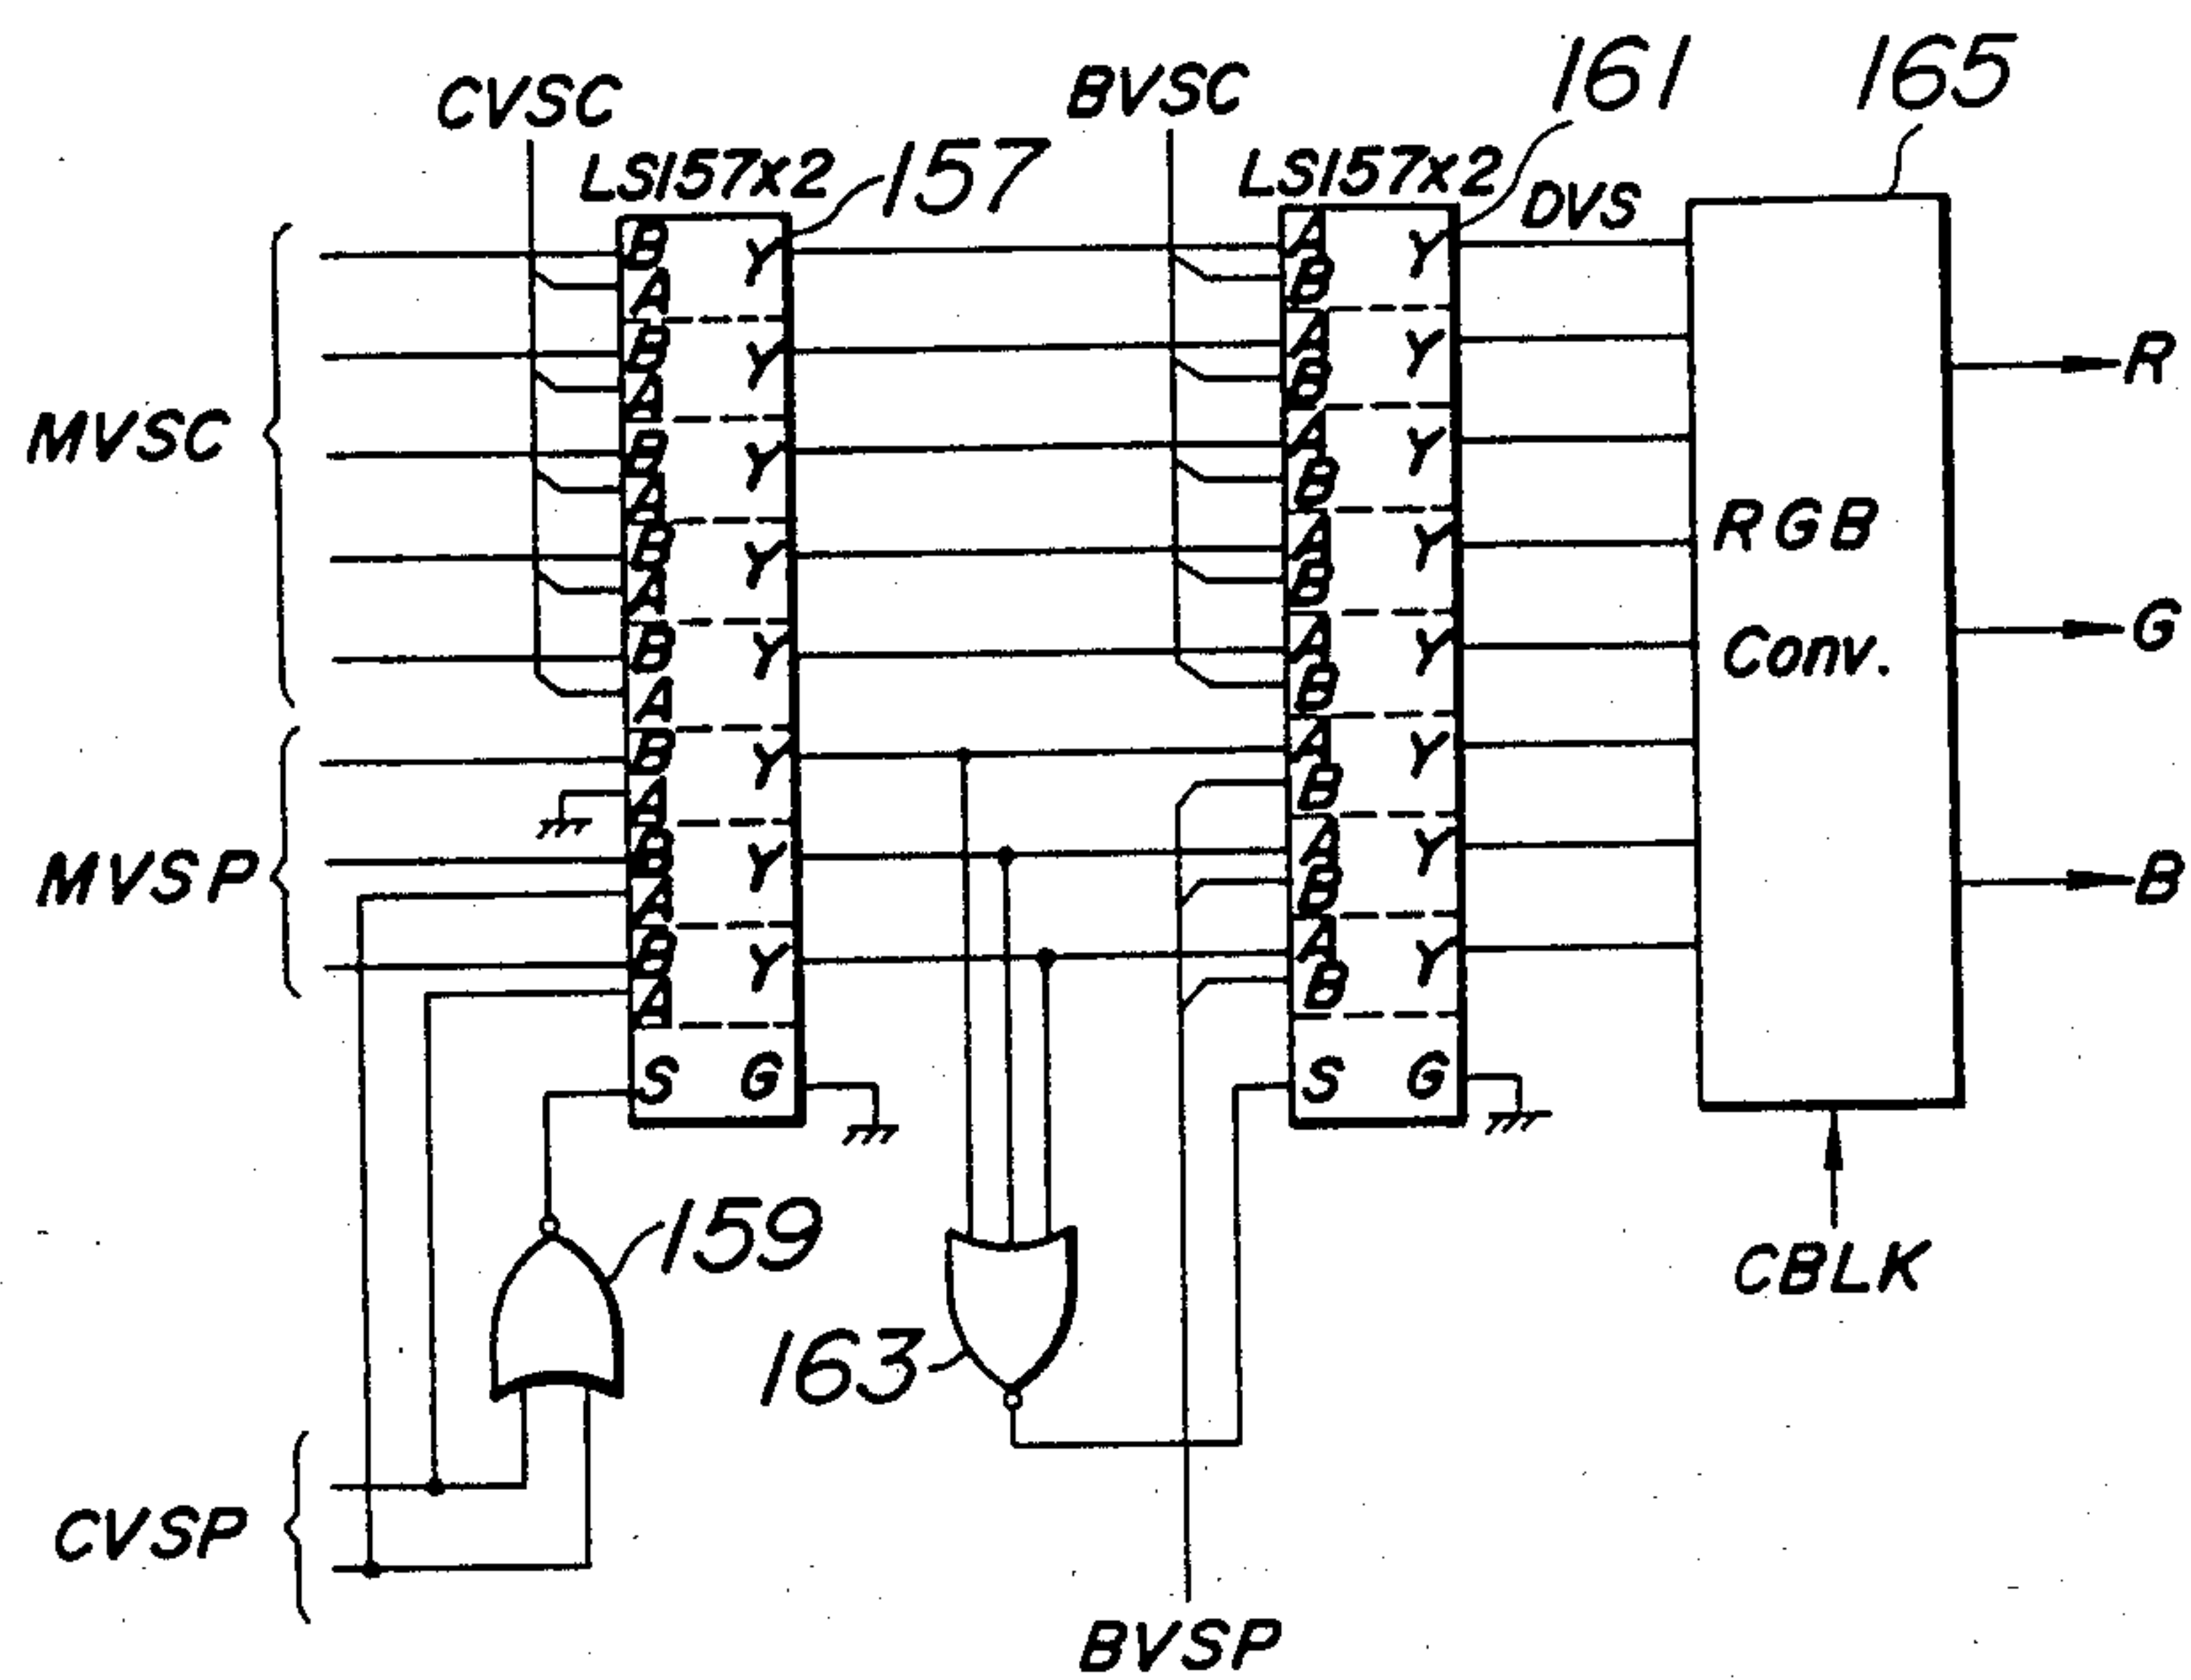 CVSC
BVSC
161
165
LS157x2
157
LS157x2
DVS
B Y
A
B Y
A
B Y
A
B Y
A
B Y
A
B Y
A
B Y
A
B Y
A
S G
A Y
B
A Y
B
A Y
B
A Y
B
A Y
B
A Y
B
A Y
B
A Y
B
S G
MVSC
MVSP
RGB
Conv.
R
G
B
159
163
CBLK
CVSP
BVSP